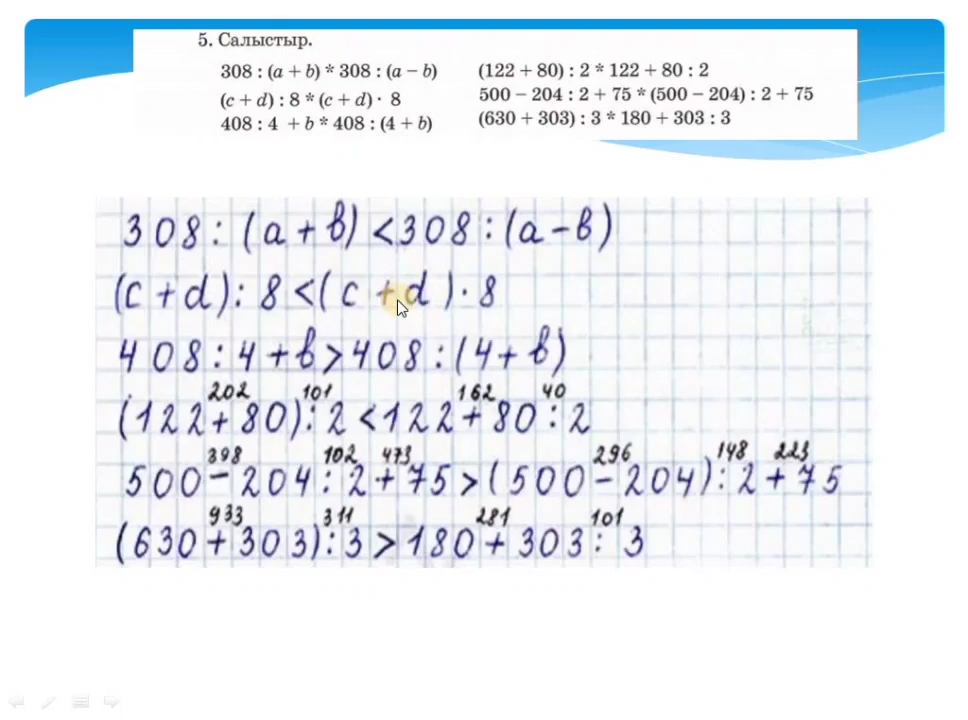 5. Салыстыр.
308 : (a + b) * 308 : (a − b)
(c + d) : 8 * (c + d) · 8
408 : 4 + b * 408 : (4 + b)
(122 + 80) : 2 * 122 + 80 : 2
500 − 204 : 2 + 75 * (500 − 204) : 2 + 75
(630 + 303) : 3 * 180 + 303 : 3
308 : (a + b) < 308 : (a − b)
(c + d) : 8 < (c + d) · 8
408 : 4 + b > 408 : (4 + b)
202 101 162 40
(122 + 80) : 2 < 122 + 80 : 2
398 102 473 296 148 223
500 − 204 : 2 + 75 > (500 − 204) : 2 + 75
933 311 281 101
(630 + 303) : 3 > 180 + 303 : 3